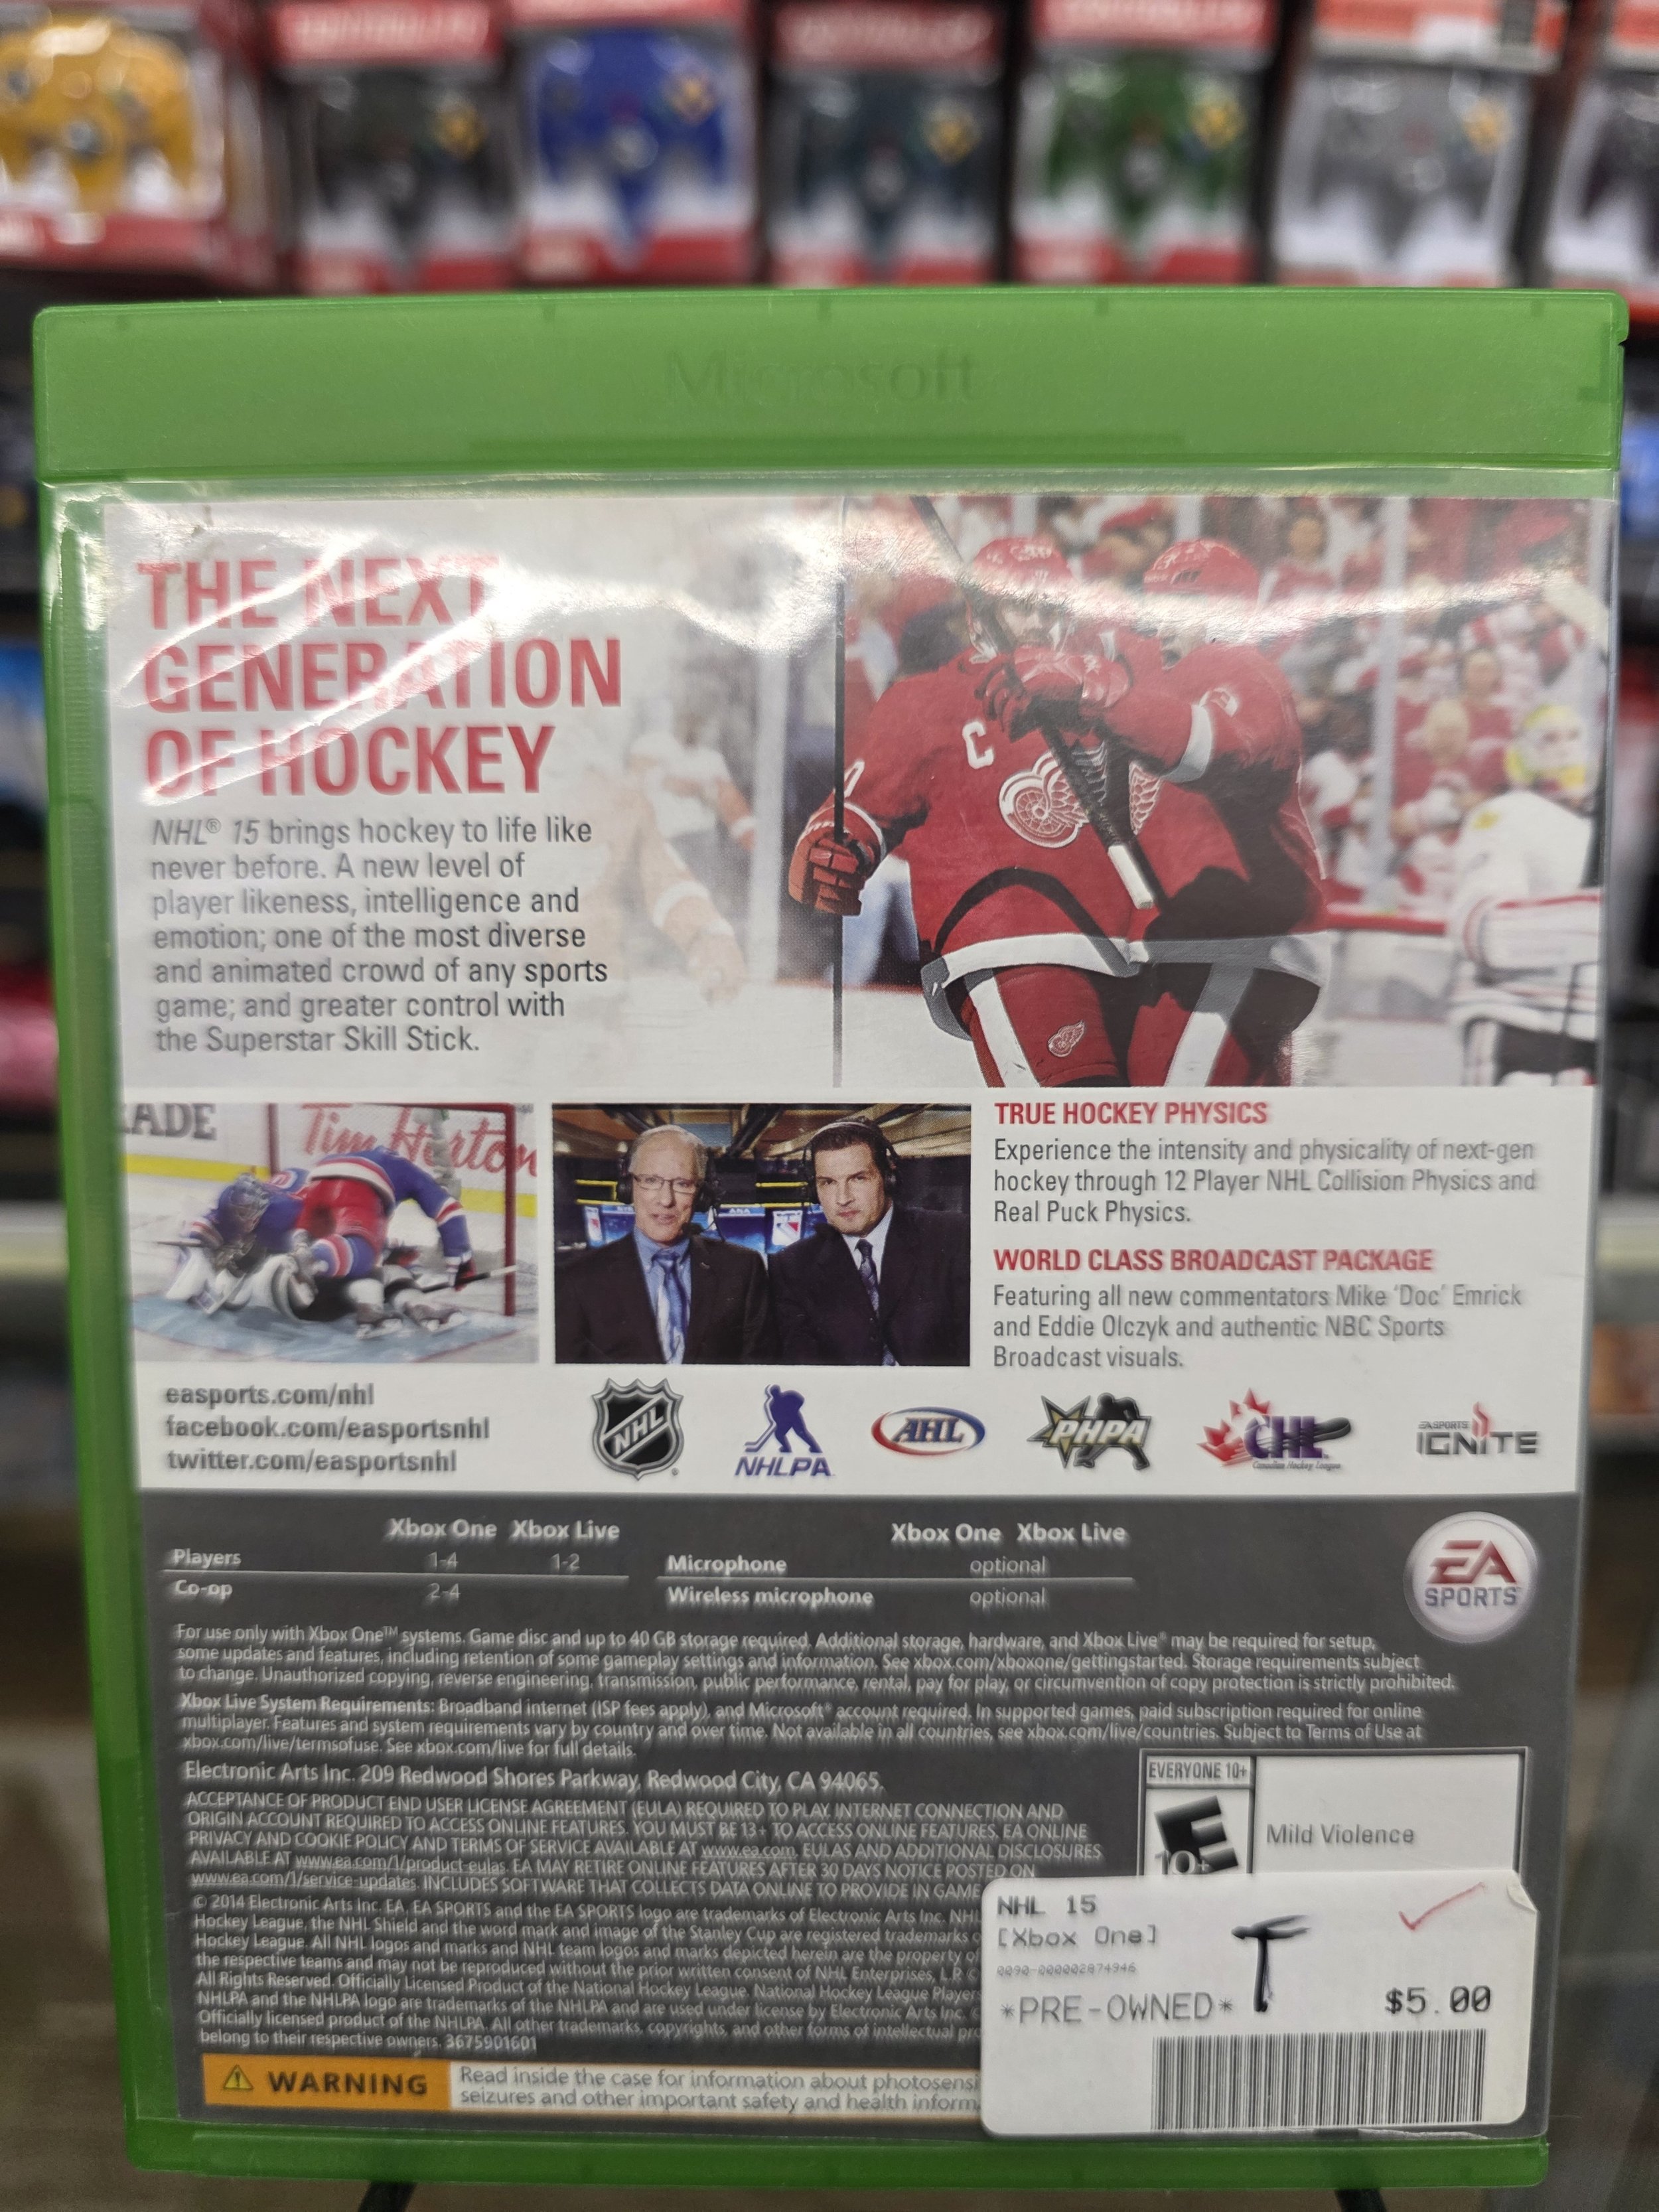 Microsoft
THE NEXT
GENERATION
OF HOCKEY
NHL® 15 brings hockey to life like
never before. A new level of
player likeness, intelligence and
emotion; one of the most diverse
and animated crowd of any sports
game; and greater control with
the Superstar Skill Stick.
C
ADE
Tim Horton
TRUE HOCKEY PHYSICS
Experience the intensity and physicality of next-gen
hockey through 12 Player NHL Collision Physics and
Real Puck Physics.
WORLD CLASS BROADCAST PACKAGE
Featuring all new commentators Mike 'Doc' Emrick
and Eddie Olczyk and authentic NBC Sports
Broadcast visuals.
easports.com/nhl
facebook.com/easportsnhl
twitter.com/easportsnhl
NHL
NHLPA
AHL
PHPA
CHL
Canadian Hockey League
EA SPORTS
IGNITE
Xbox One Xbox Live
Players 1-4 1-2
Co-op 2-4
Xbox One Xbox Live
Microphone optional
Wireless microphone optional
EA
SPORTS
For use only with Xbox One™ systems. Game disc and up to 40 GB storage required. Additional storage, hardware, and Xbox Live® may be required for setup,
some updates and features, including retention of some gameplay settings and information. See xbox.com/xboxone/gettingstarted. Storage requirements subject
to change. Unauthorized copying, reverse engineering, transmission, public performance, rental, pay for play, or circumvention of copy protection is strictly prohibited.
Xbox Live System Requirements: Broadband internet (ISP fees apply), and Microsoft® account required. In supported games, paid subscription required for online
multiplayer. Features and system requirements vary by country and over time. Not available in all countries, see xbox.com/live/countries. Subject to Terms of Use at
xbox.com/live/termsofuse. See xbox.com/live for full details.
Electronic Arts Inc. 209 Redwood Shores Parkway, Redwood City, CA 94065.
ACCEPTANCE OF PRODUCT END USER LICENSE AGREEMENT (EULA) REQUIRED TO PLAY. INTERNET CONNECTION AND
ORIGIN ACCOUNT REQUIRED TO ACCESS ONLINE FEATURES. YOU MUST BE 13+ TO ACCESS ONLINE FEATURES. EA ONLINE
PRIVACY AND COOKIE POLICY AND TERMS OF SERVICE AVAILABLE AT www.ea.com. EULAS AND ADDITIONAL DISCLOSURES
AVAILABLE AT www.ea.com/1/product-eulas. EA MAY RETIRE ONLINE FEATURES AFTER 30 DAYS NOTICE POSTED ON
www.ea.com/1/service-updates. INCLUDES SOFTWARE THAT COLLECTS DATA ONLINE TO PROVIDE IN GAME
© 2014 Electronic Arts Inc. EA, EA SPORTS and the EA SPORTS logo are trademarks of Electronic Arts Inc. NHL
Hockey League, the NHL Shield and the word mark and image of the Stanley Cup are registered trademarks
Hockey League. All NHL logos and marks and NHL team logos and marks depicted herein are the property of
the respective teams and may not be reproduced without the prior written consent of NHL Enterprises, L.P. ©
All Rights Reserved. Officially Licensed Product of the National Hockey League. National Hockey League Players
NHLPA and the NHLPA logo are trademarks of the NHLPA and are used under license by Electronic Arts Inc. ©
Officially licensed product of the NHLPA. All other trademarks, copyrights, and other forms of intellectual pro
belong to their respective owners. 3675901601
EVERYONE 10+
E
10+
Mild Violence
WARNING
Read inside the case for information about photosensi
seizures and other important safety and health inform
NHL 15
[Xbox One]
0090-000002874946
*PRE-OWNED*
T
$5.00